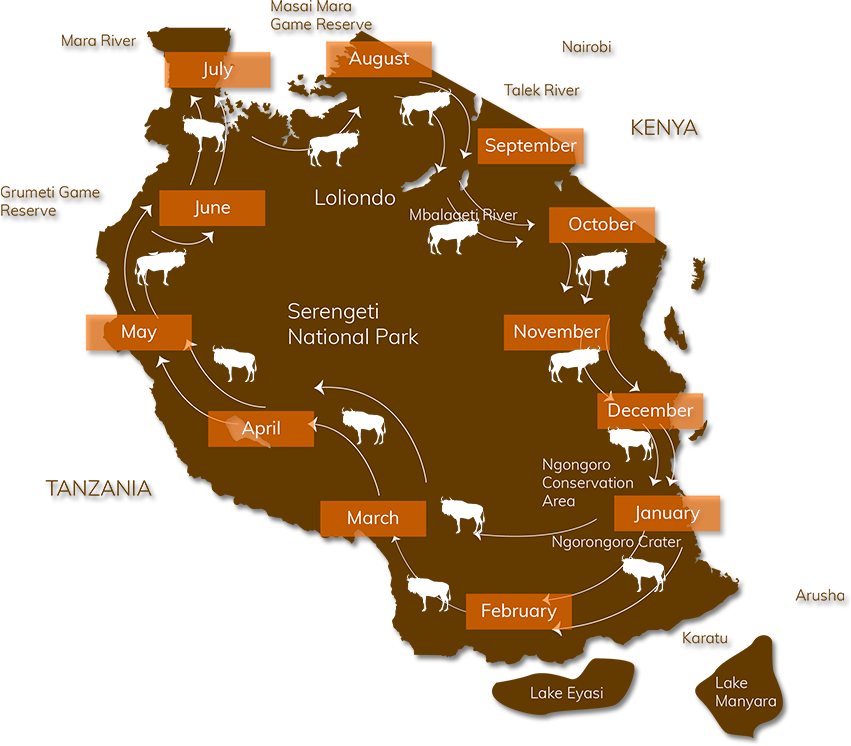 Masai Mara
Game Reserve
Mara River
Nairobi
August
July
Talek River
KENYA
September
Grumeti Game
Reserve
Loliondo
June
Mbalageti River
October
Serengeti
National Park
May
November
December
April
Ngongoro
Conservation
Area
TANZANIA
March
January
Ngorongoro Crater
February
Arusha
Karatu
Lake Eyasi
Lake
Manyara